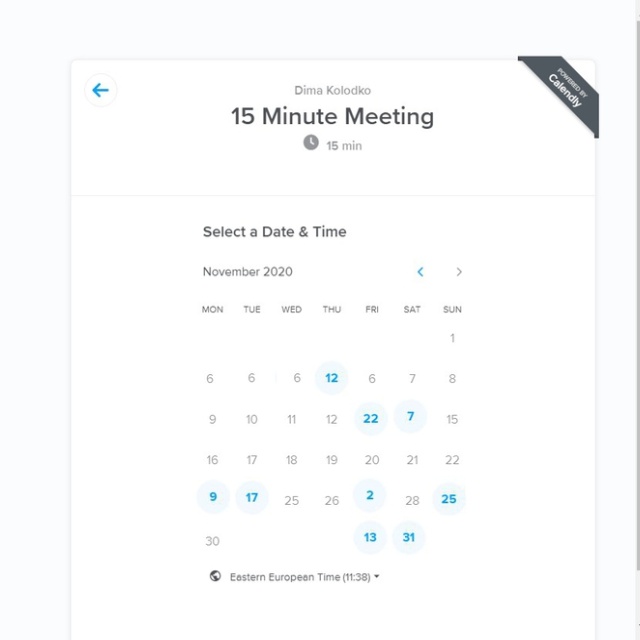 POWERED BY
Calendly
Dima Kolodko
15 Minute Meeting
15 min
Select a Date & Time
November 2020
MON TUE WED THU FRI SAT SUN
1
6 6 6 12 6 7 8
9 10 11 12 22 7 15
16 17 18 19 20 21 22
9 17 25 26 2 28 25
30 13 31
Eastern European Time (11:38)